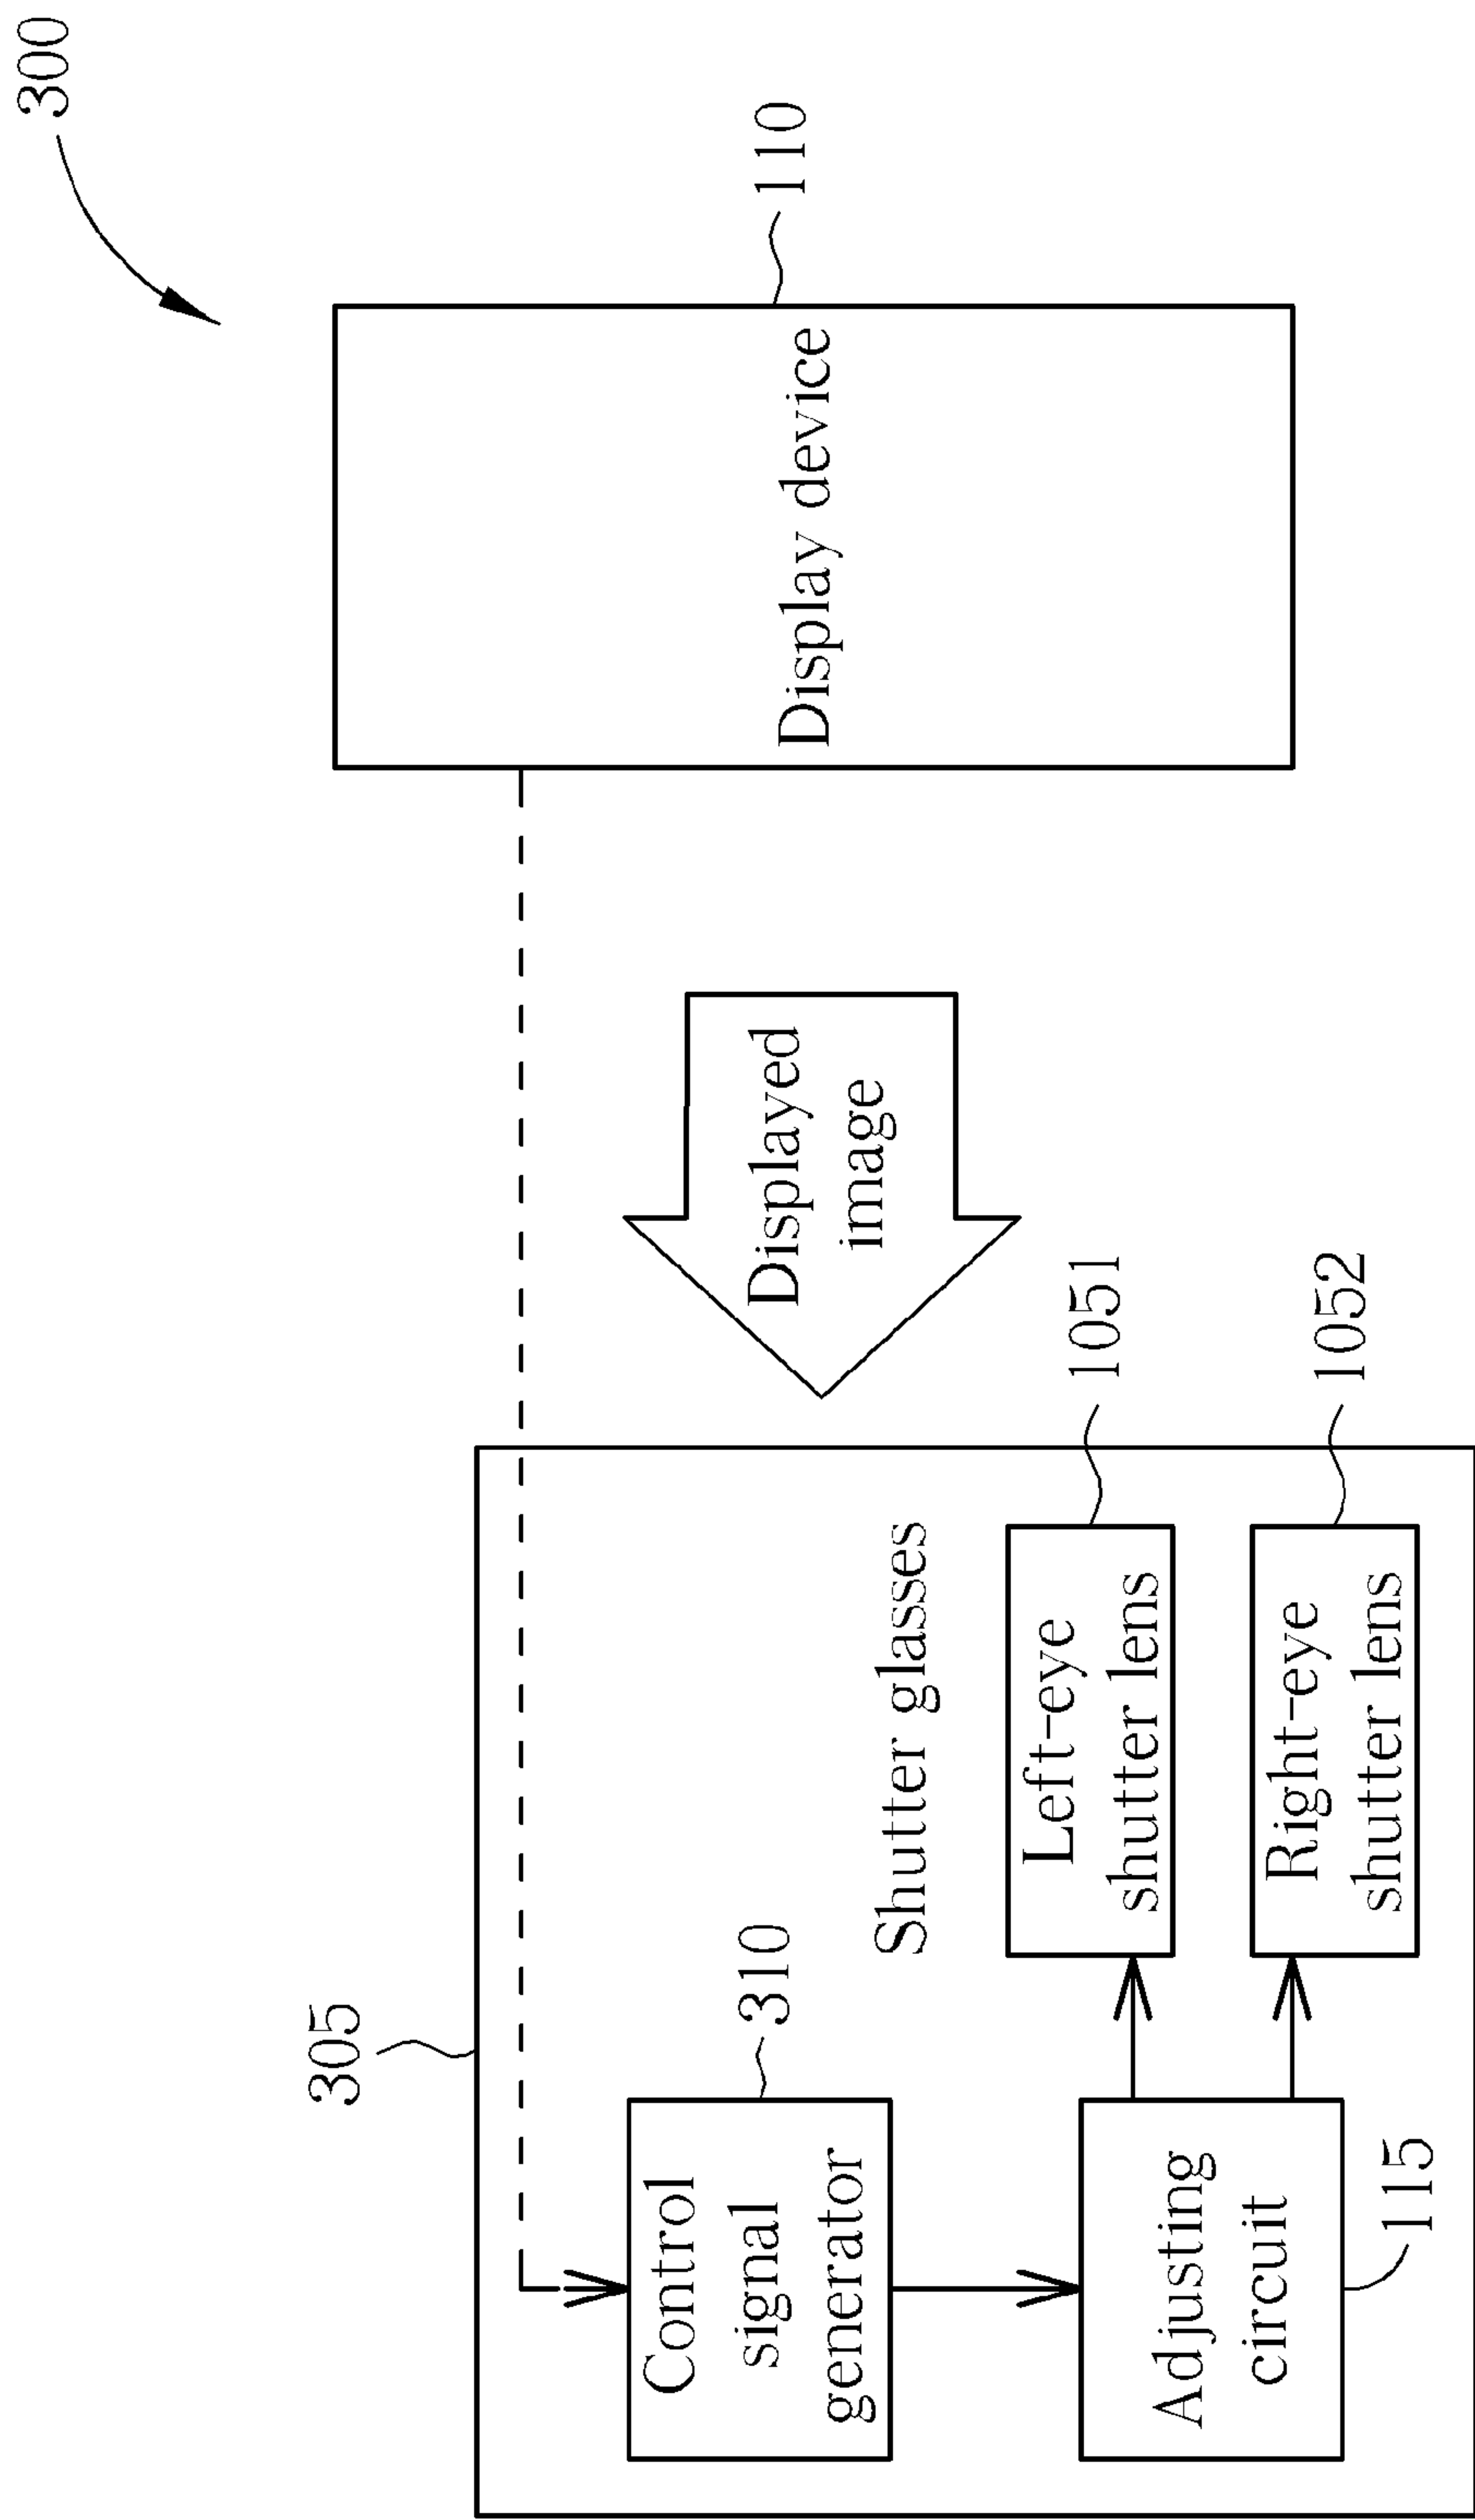 300
305
Control
signal
generator
310
Shutter glasses
Adjusting
circuit
115
Left-eye
shutter lens
1051
Right-eye
shutter lens
1052
Displayed
image
Display device
110